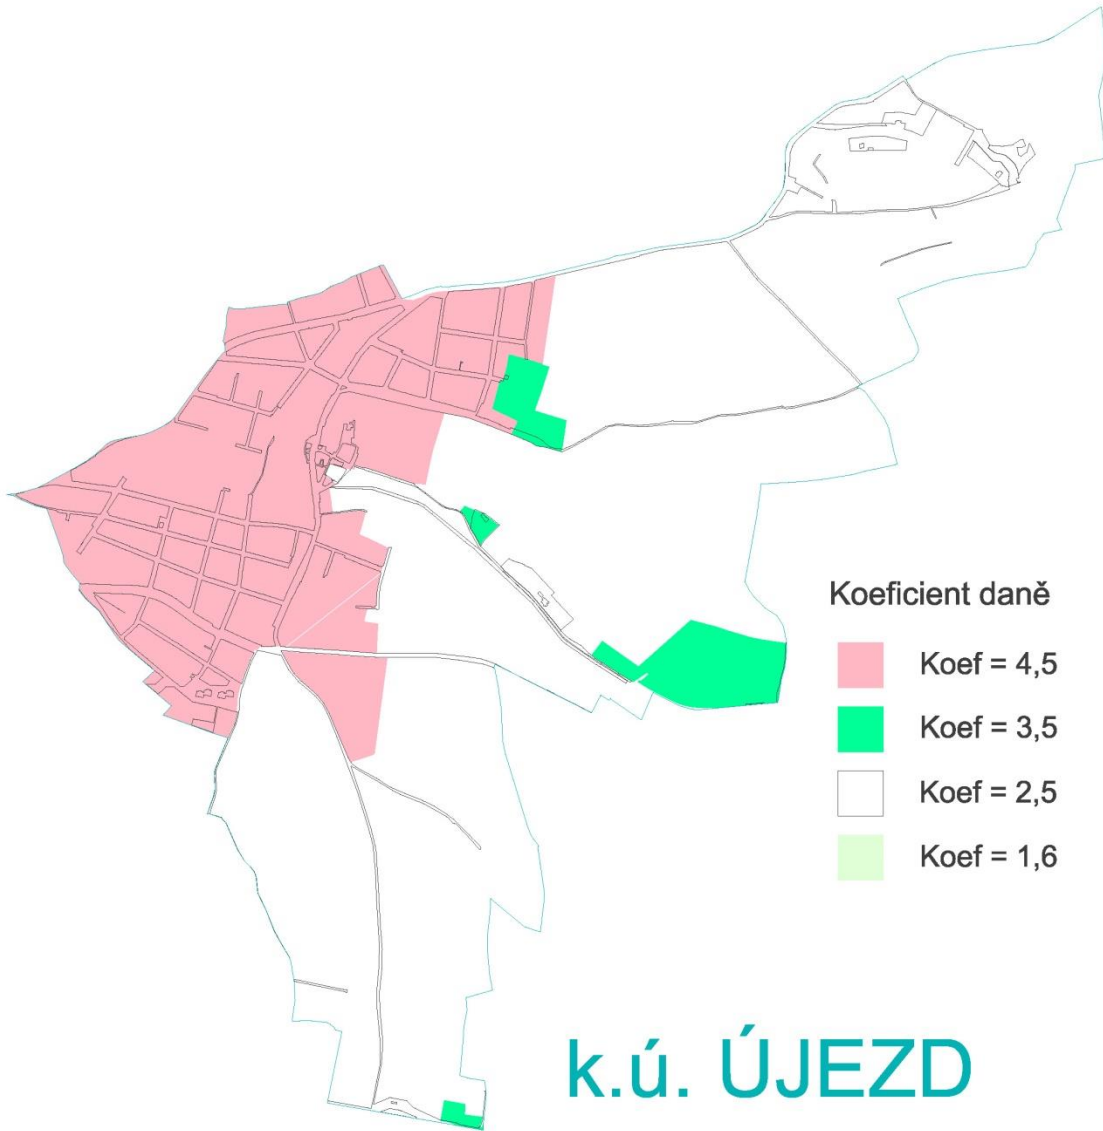 Koeficient daně
Koef = 4,5
Koef = 3,5
Koef = 2,5
Koef = 1,6
k.ú. ÚJEZD